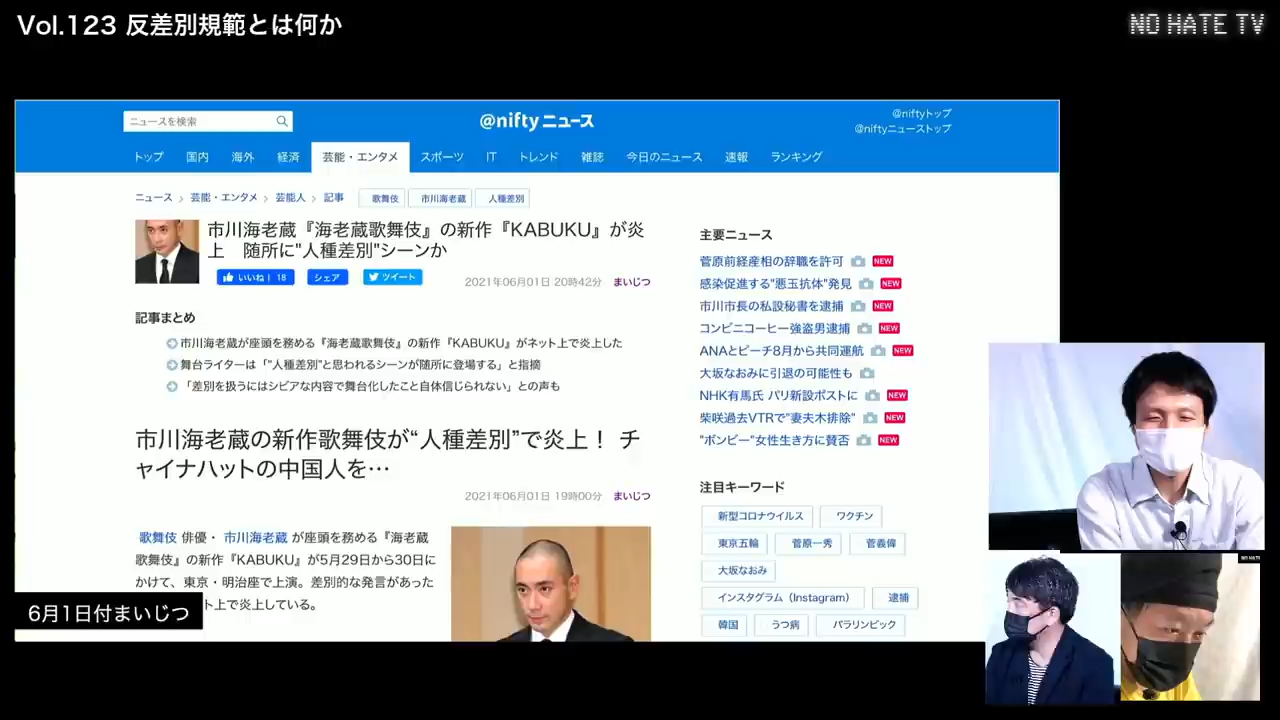 Vol.123 反差別規範とは何か
NO HATE TV
ニュースを検索
@nifty ニュース
@niftyトップ
@niftyニューストップ
トップ 国内 海外 経済 芸能・エンタメ スポーツ IT トレンド 雑誌 今日のニュース 速報 ランキング
ニュース > 芸能・エンタメ > 芸能人 > 記事 歌舞伎 市川海老蔵 人種差別
市川海老蔵『海老蔵歌舞伎』の新作『KABUKU』が炎
上　随所に"人種差別"シーンか
いいね！ 18 シェア ツイート 2021年06月01日 20時42分 まいじつ
記事まとめ
市川海老蔵が座頭を務める『海老蔵歌舞伎』の新作『KABUKU』がネット上で炎上した
舞台ライターは「"人種差別"と思われるシーンが随所に登場する」と指摘
「差別を扱うにはシビアな内容で舞台化したこと自体信じられない」との声も
市川海老蔵の新作歌舞伎が“人種差別”で炎上！ チ
ャイナハットの中国人を…
2021年06月01日 19時00分 まいじつ
歌舞伎 俳優・ 市川海老蔵 が座頭を務める『海老蔵
歌舞伎』の新作『KABUKU』が5月29日から30日に
かけて、東京・明治座で上演。差別的な発言があった
ト上で炎上している。
6月1日付まいじつ
主要ニュース
菅原前経産相の辞職を許可 NEW
感染促進する"悪玉抗体"発見 NEW
市川市長の私設秘書を逮捕 NEW
コンビニコーヒー強盗男逮捕 NEW
ANAとピーチ8月から共同運航 NEW
大坂なおみに引退の可能性も
NHK有馬氏 パリ新設ポストに NEW
柴咲過去VTRで"妻夫木排除" NEW
"ボンビー"女性生き方に賛否 NEW
注目キーワード
新型コロナウイルス ワクチン
東京五輪 菅原一秀 菅義偉
大坂なおみ
インスタグラム（Instagram） 逮捕
韓国 うつ病 パラリンピック
NO HATE